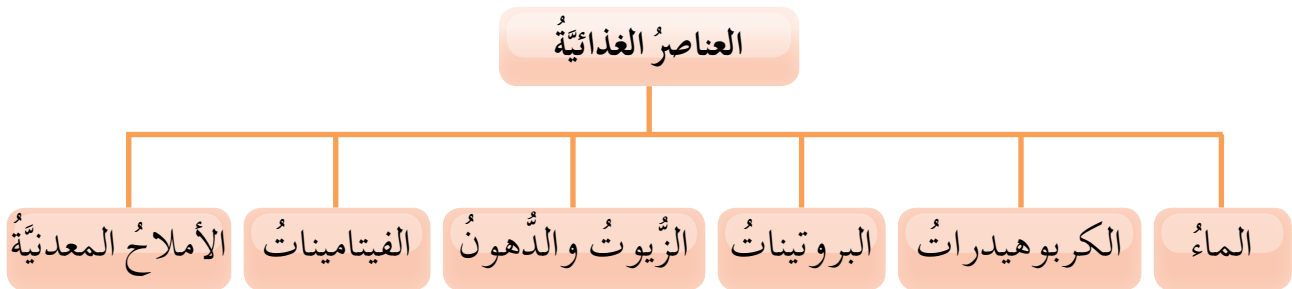 العناصرُ الغذائيَّةُ
الماءُ
الكربوهيدراتُ
البروتيناتُ
الزُّيوتُ والدُّهونُ
الفيتاميناتُ
الأملاحُ المعدنيَّةُ